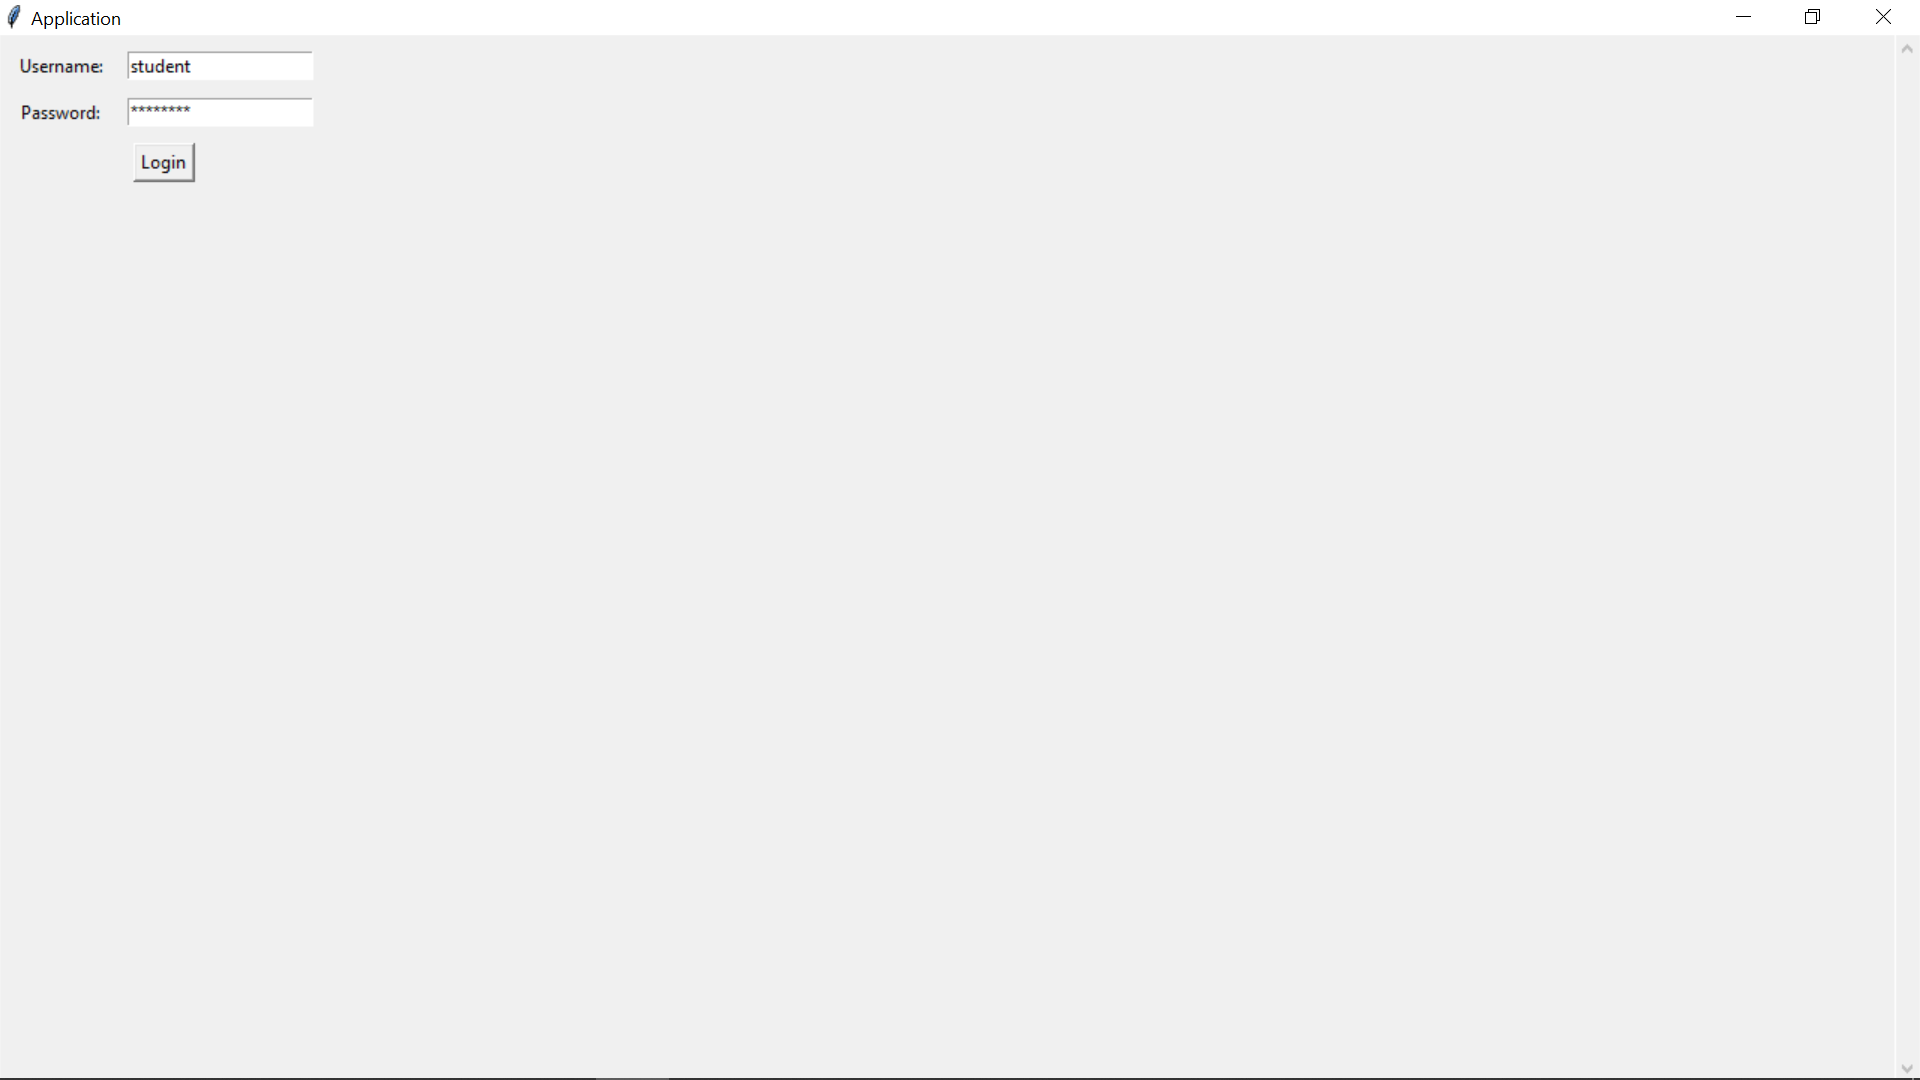 Application
Username: student
Password: ********
Login